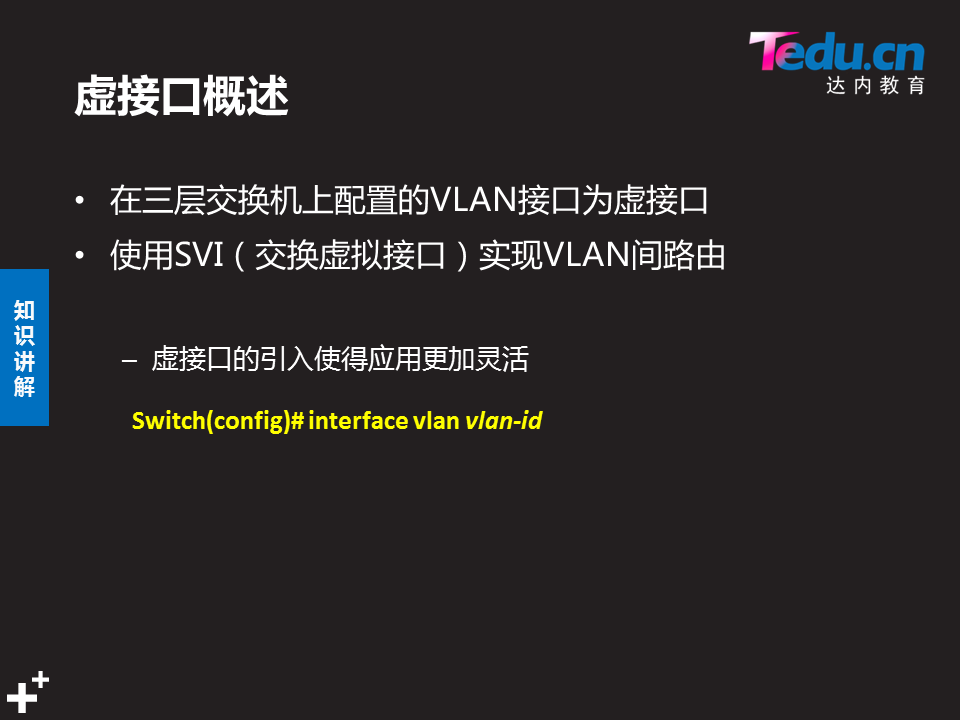 Tedu.cn
达内教育
虚接口概述
• 在三层交换机上配置的VLAN接口为虚接口
• 使用SVI（交换虚拟接口）实现VLAN间路由
知识讲解
– 虚接口的引入使得应用更加灵活
Switch(config)# interface vlan vlan-id